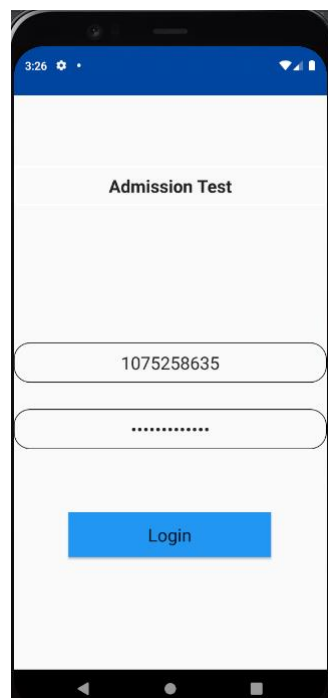 3:26
Admission Test
1075258635
•••••••••••••
Login